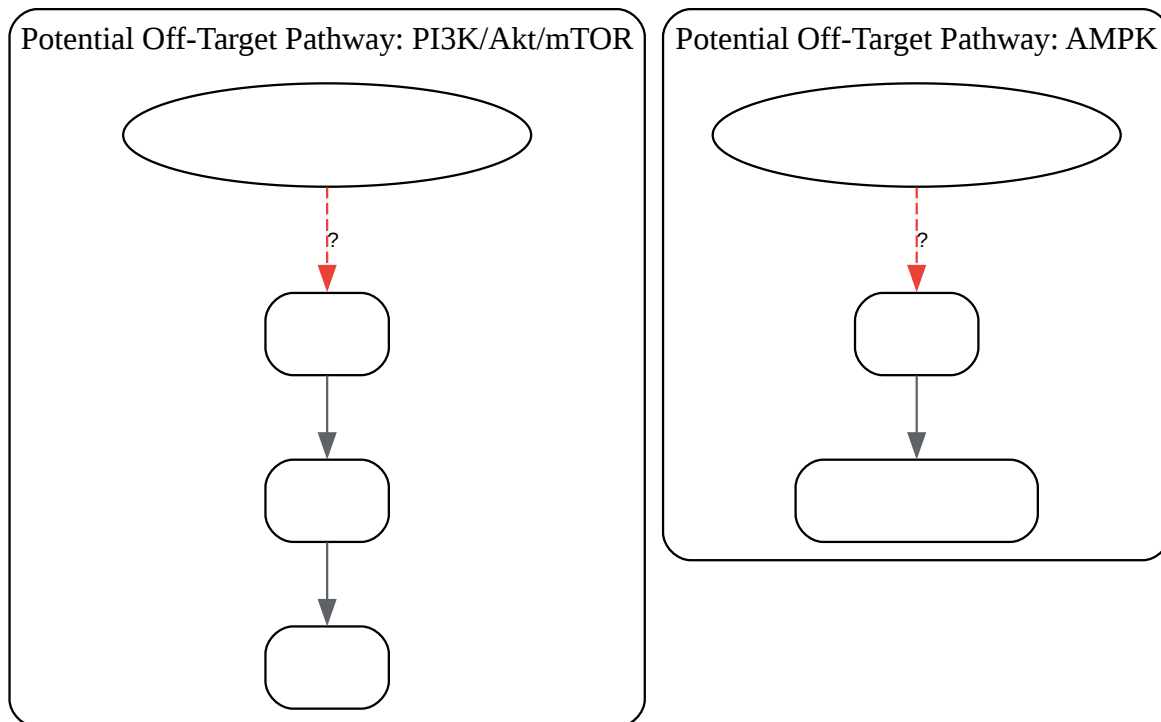 Potential Off-Target Pathway: PI3K/Akt/mTOR
?
Potential Off-Target Pathway: AMPK
?